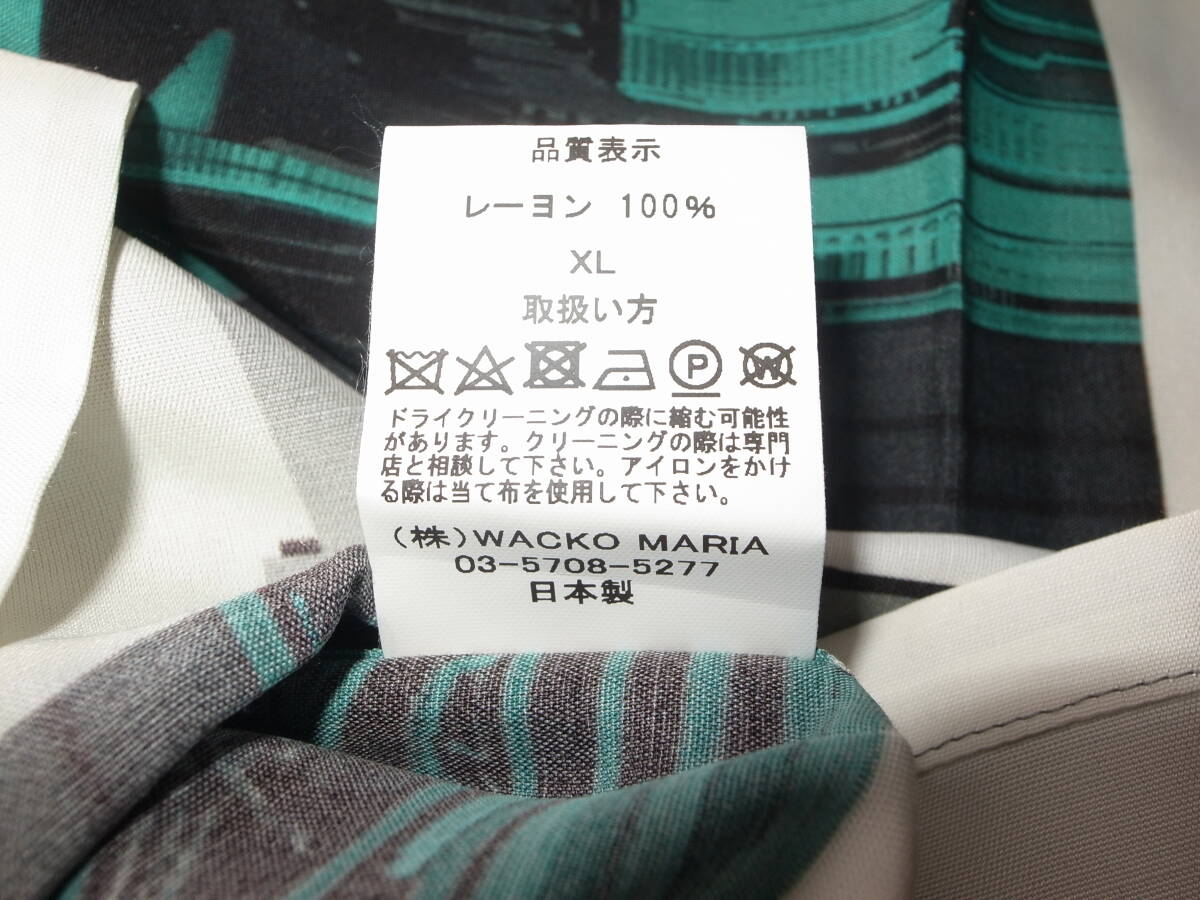 品質表示
レーヨン 100%
XL
取扱い方
P W
ドライクリーニングの際に縮む可能性
があります。クリーニングの際は専門
店と相談して下さい。アイロンをかけ
る際は当て布を使用して下さい。
(株)WACKO MARIA
03-5708-5277
日本製